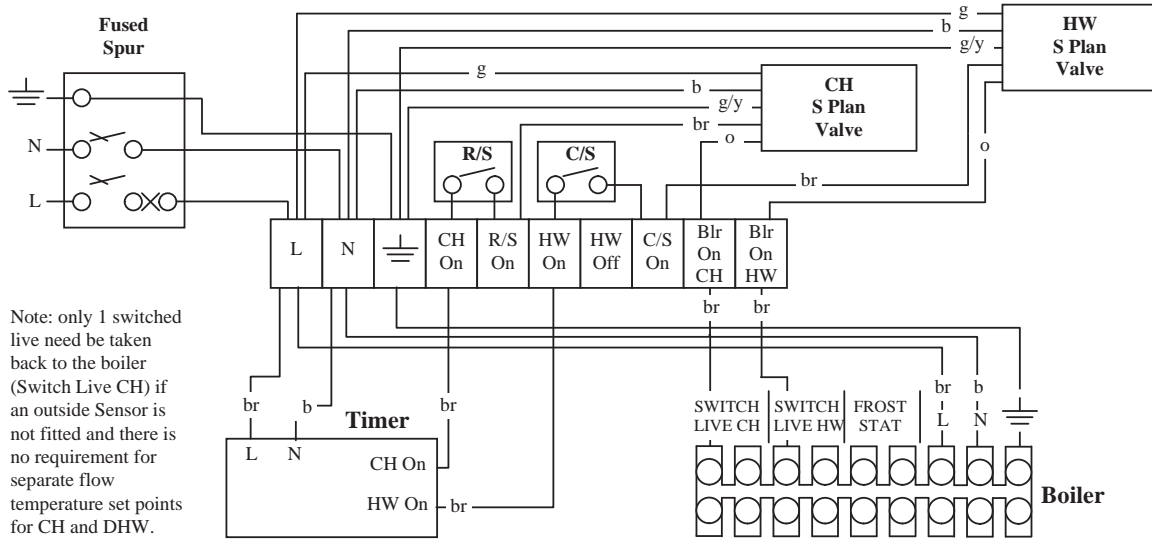 Fused
Spur
N
L
g
b
g/y
HW
S Plan
Valve
g
b
g/y
br
o
CH
S Plan
Valve
o
br
R/S
C/S
L
N
CH
On
R/S
On
HW
On
HW
Off
C/S
On
Blr
On
CH
Blr
On
HW
br
br
Note: only 1 switched
live need be taken
back to the boiler
(Switch Live CH) if
an outside Sensor is
not fitted and there is
no requirement for
separate flow
temperature set points
for CH and DHW.
br
b
Timer
L
N
CH On
HW On
br
br
SWITCH
LIVE CH
SWITCH
LIVE HW
FROST
STAT
br
L
b
N
Boiler